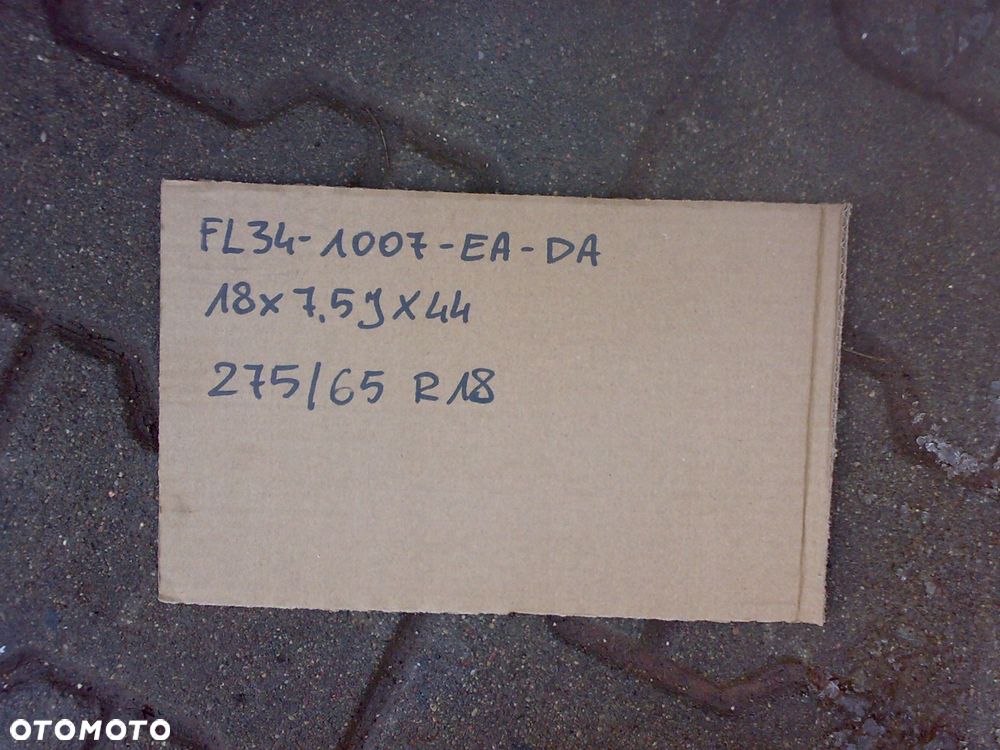 FL34-1007-EA-DA
18x7.5JX44
275/65 R18
OTOMOTO